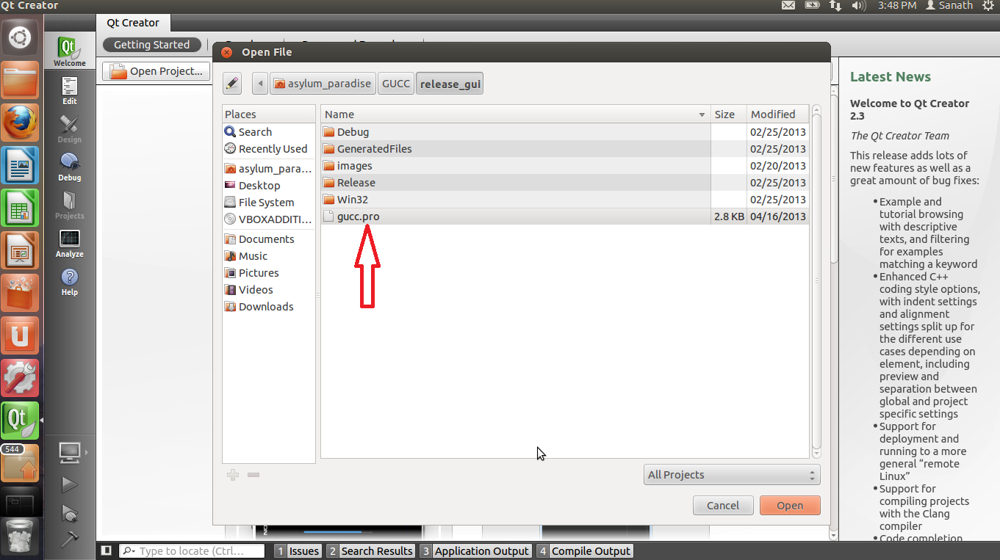 Qt Creator
3:48 PM
Sanath
Qt Creator
Getting Started
Open Project...
Qt
Welcome
Edit
Design
Debug
Projects
Analyze
Help
U
Qt
544
Open File
asylum_paradise
GUCC
release_gui
Places
Search
Recently Used
asylum_para...
Desktop
File System
VBOXADDITI...
Documents
Music
Pictures
Videos
Downloads
Name Size Modified
Debug 02/25/2013
GeneratedFiles 02/25/2013
images 02/20/2013
Release 02/25/2013
Win32 02/25/2013
gucc.pro 2.8 KB 04/16/2013
All Projects
Cancel
Open
Latest News
Welcome to Qt Creator
2.3
The Qt Creator Team
This release adds lots of
new features as well as a
great amount of bug fixes:
•Example and
tutorial browsing
with descriptive
texts, and filtering
for examples
matching a keyword
•Enhanced C++
coding style options,
with indent settings
and alignment
settings split up for
the different use
cases depending on
element, including
preview and
separation between
global and project
specific settings
•Support for
deployment and
running to a more
general “remote
Linux”
•Support for
compiling projects
with the Clang
compiler
•Code completion
Type to locate (Ctrl...
1 Issues
2 Search Results
3 Application Output
4 Compile Output